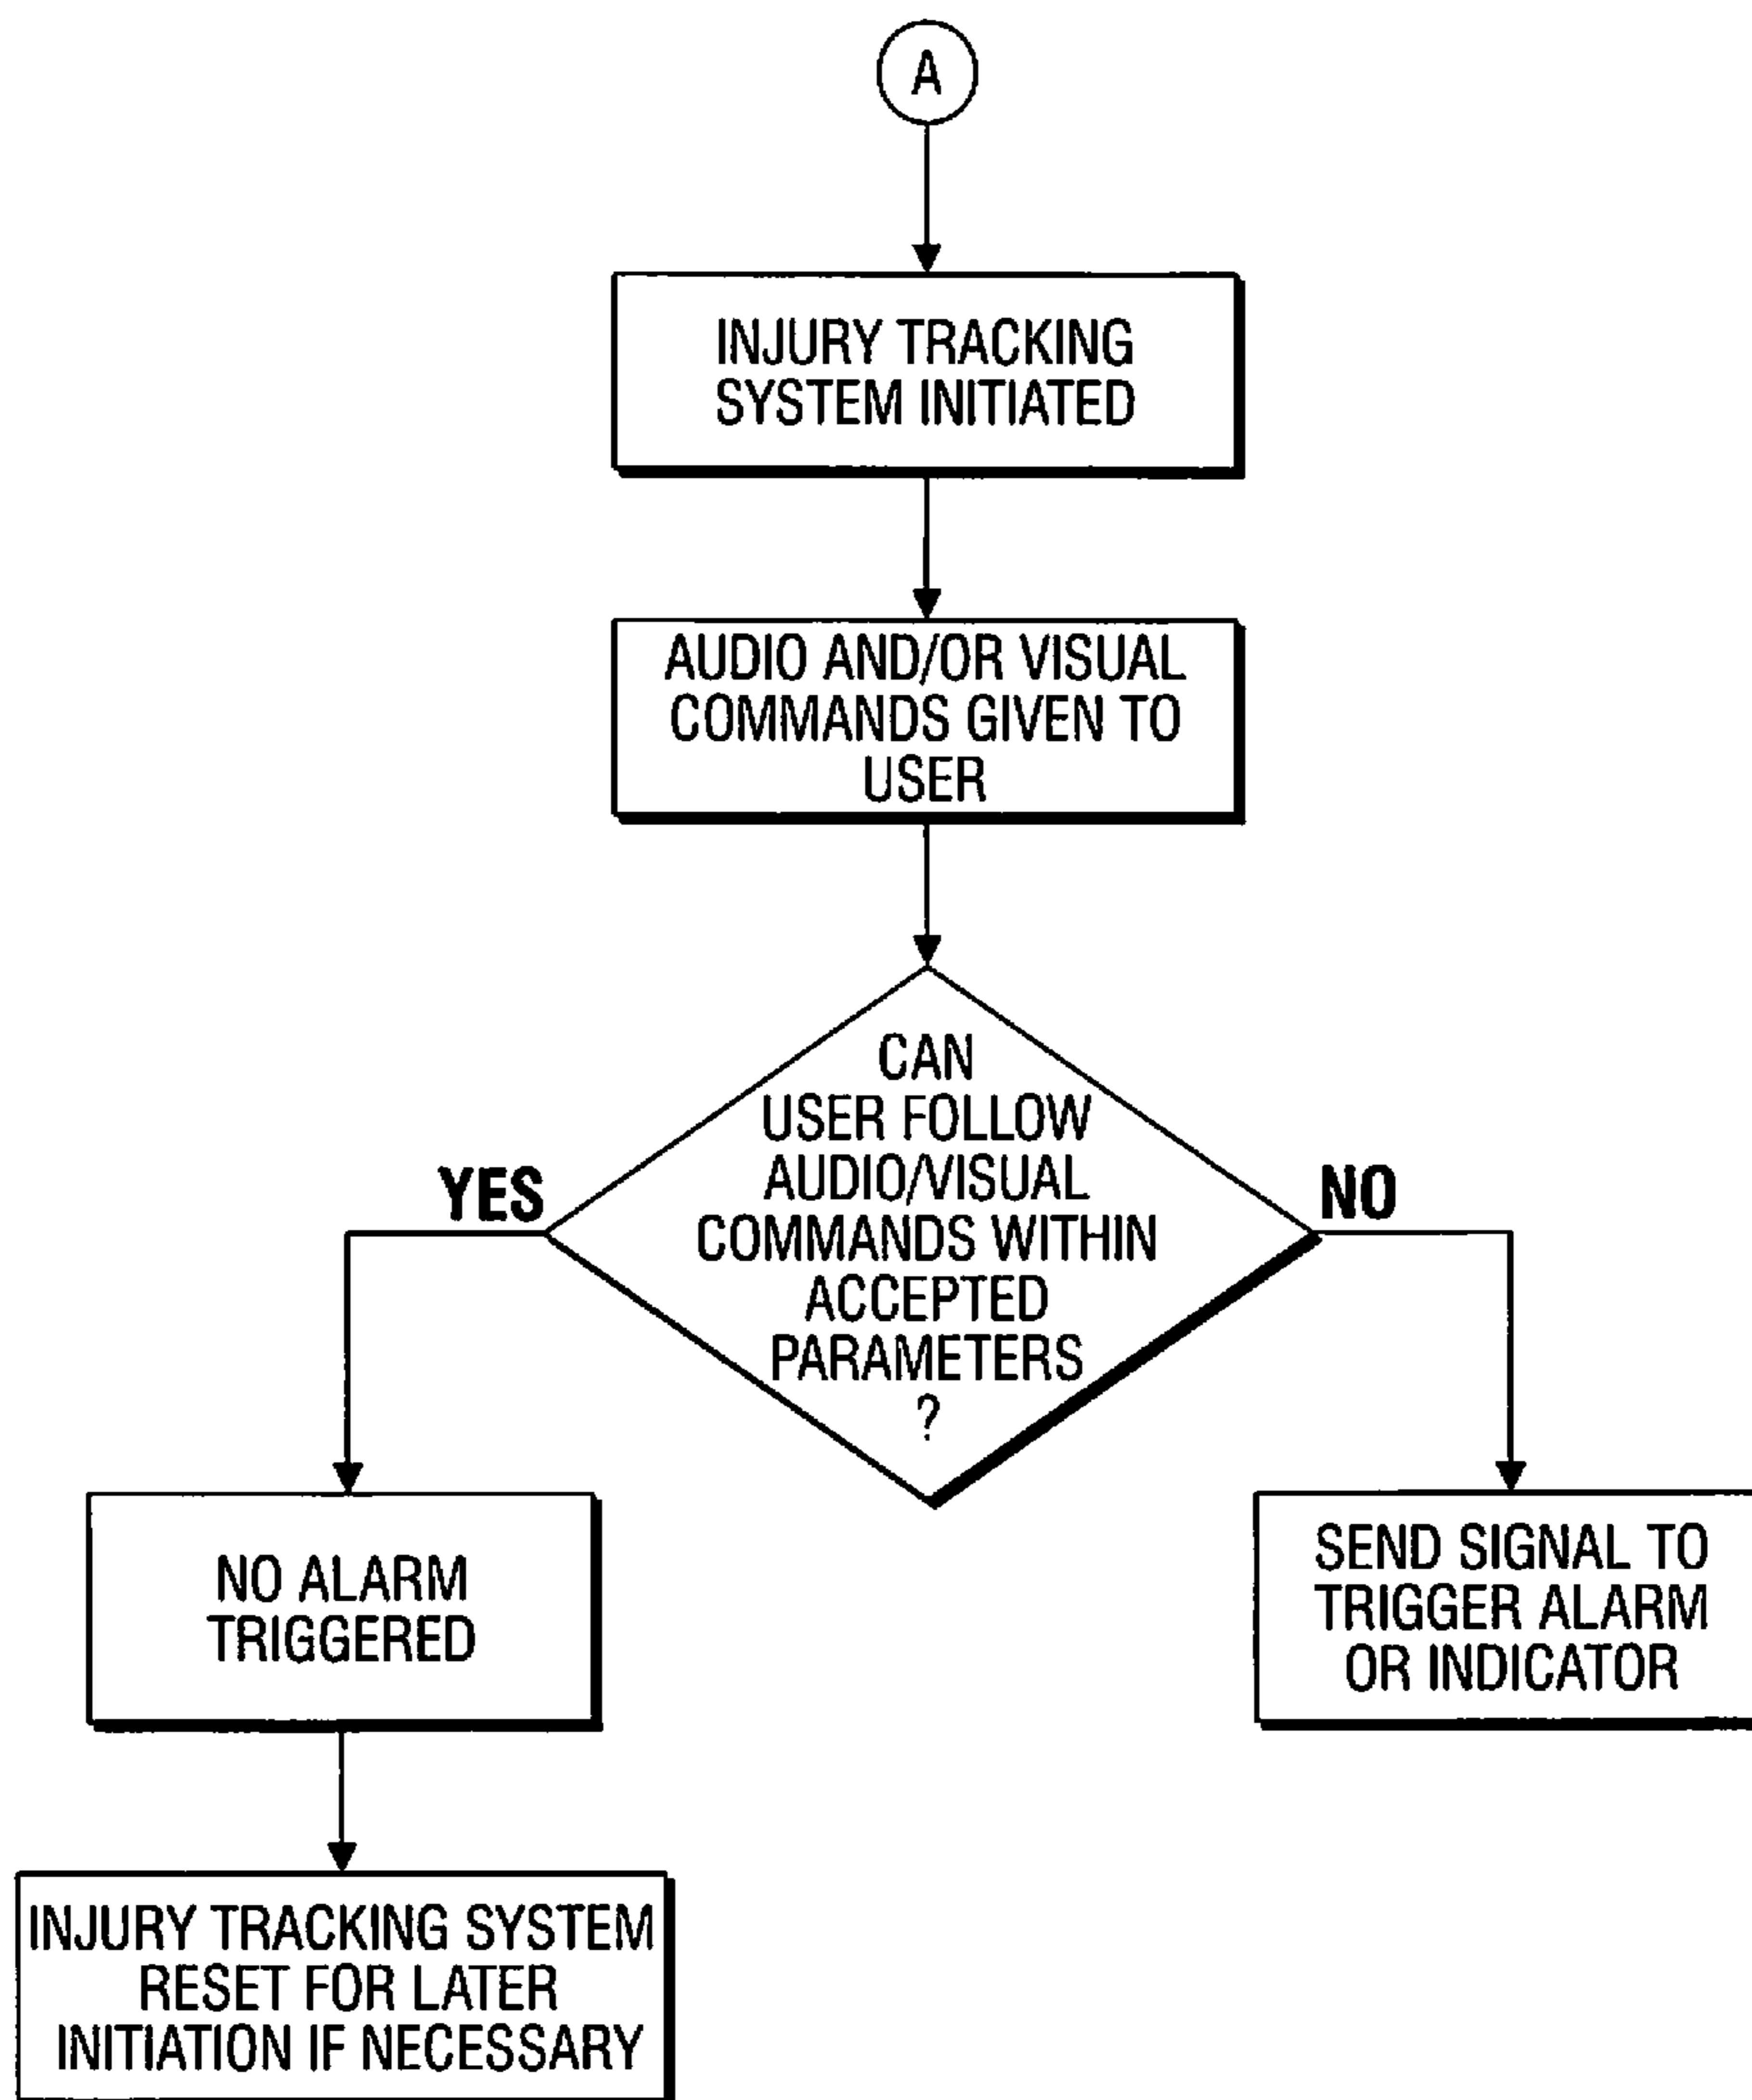 A
INJURY TRACKING
SYSTEM INITIATED
AUDIO AND/OR VISUAL
COMMANDS GIVEN TO
USER
CAN
USER FOLLOW
AUDIO/VISUAL
COMMANDS WITHIN
ACCEPTED
PARAMETERS
?
YES
NO
NO ALARM
TRIGGERED
SEND SIGNAL TO
TRIGGER ALARM
OR INDICATOR
INJURY TRACKING SYSTEM
RESET FOR LATER
INITIATION IF NECESSARY